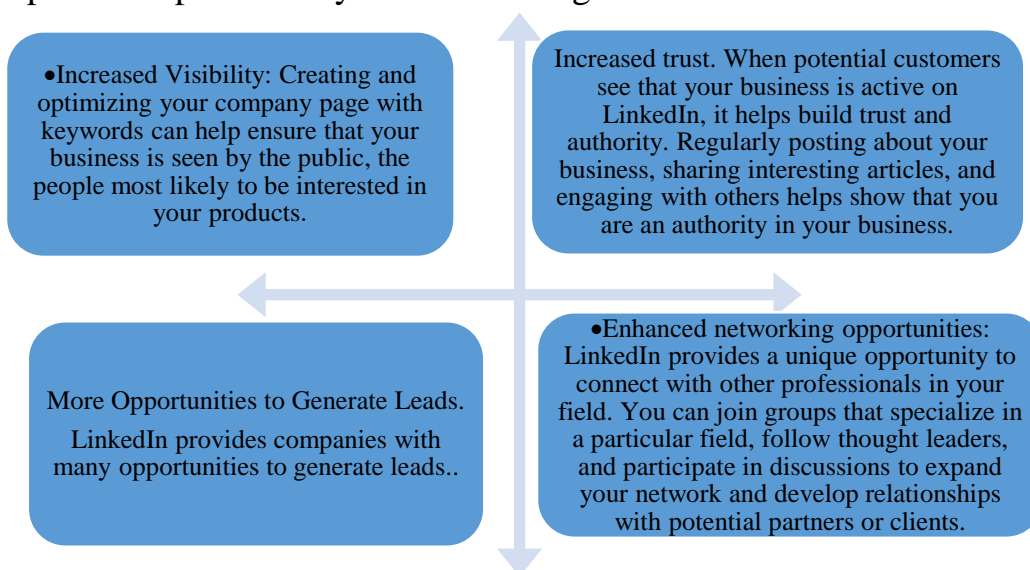 •Increased Visibility: Creating and
optimizing your company page with
keywords can help ensure that your
business is seen by the public, the
people most likely to be interested in
your products.
Increased trust. When potential customers
see that your business is active on
LinkedIn, it helps build trust and
authority. Regularly posting about your
business, sharing interesting articles, and
engaging with others helps show that you
are an authority in your business.
More Opportunities to Generate Leads.
LinkedIn provides companies with
many opportunities to generate leads..
•Enhanced networking opportunities:
LinkedIn provides a unique opportunity to
connect with other professionals in your
field. You can join groups that specialize in
a particular field, follow thought leaders,
and participate in discussions to expand
your network and develop relationships
with potential partners or clients.